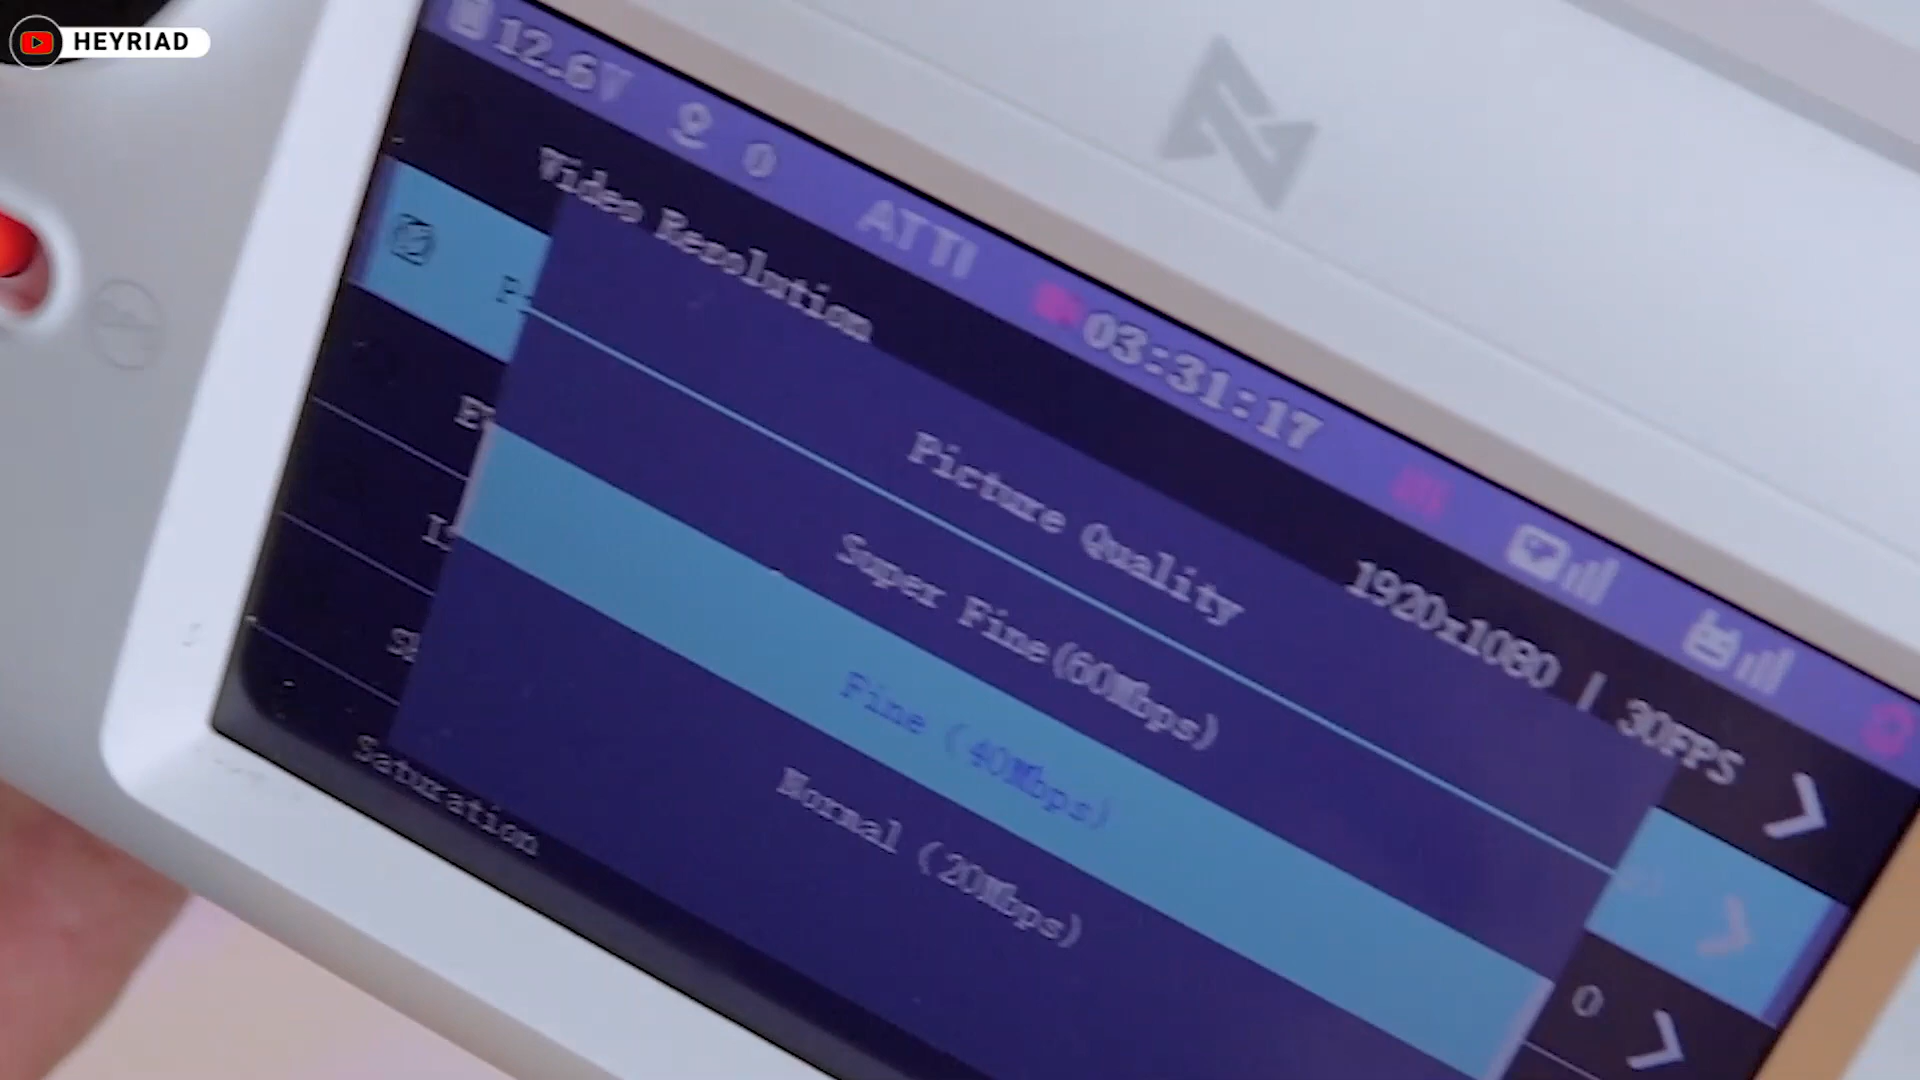 HEYRIAD
12.6V 0 ATTI 03:31:17
Video Resolution 1920x1080 | 30FPS
Picture Quality
Super Fine(60Mbps)
Fine (40Mbps)
Normal (20Mbps)
0
Saturation